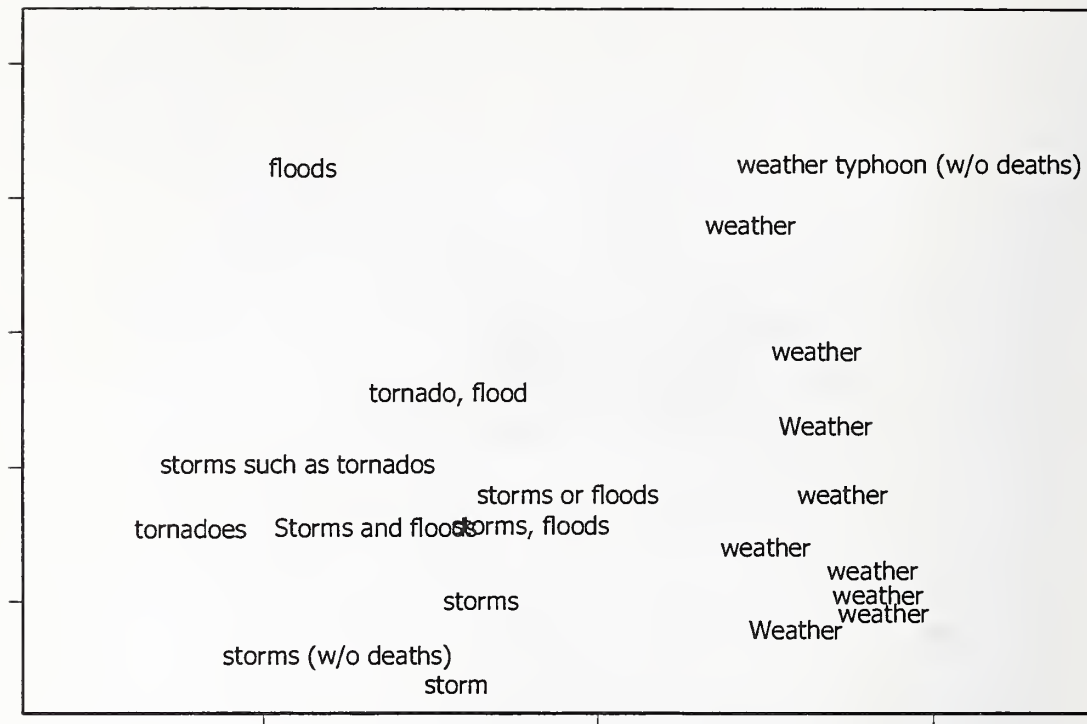 floods
weather typhoon (w/o deaths)
weather
weather
tornado, flood
Weather
storms such as tornados
storms or floods
weather
tornadoes
Storms and floods
storms, floods
weather
weather
weather
storms
weather
Weather
storms (w/o deaths)
storm